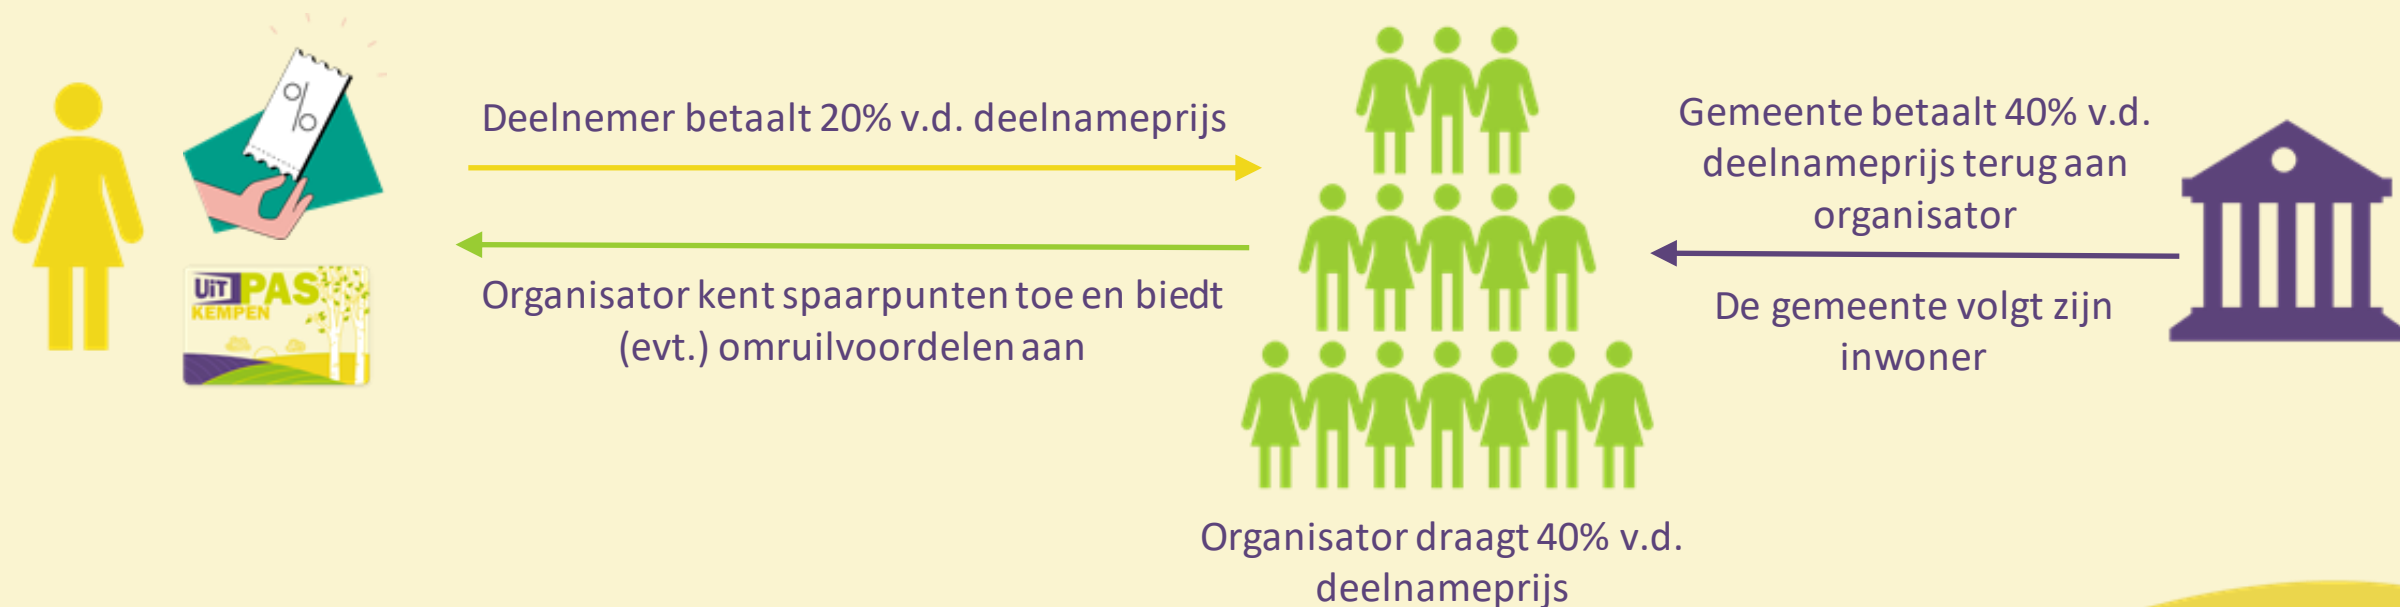 %
UiT PAS
KEMPEN
Deelnemer betaalt 20% v.d. deelnameprijs
Organisator kent spaarpunten toe en biedt
(evt.) omruilvoordelen aan
Organisator draagt 40% v.d.
deelnameprijs
Gemeente betaalt 40% v.d.
deelnameprijs terug aan
organisator
De gemeente volgt zijn
inwoner